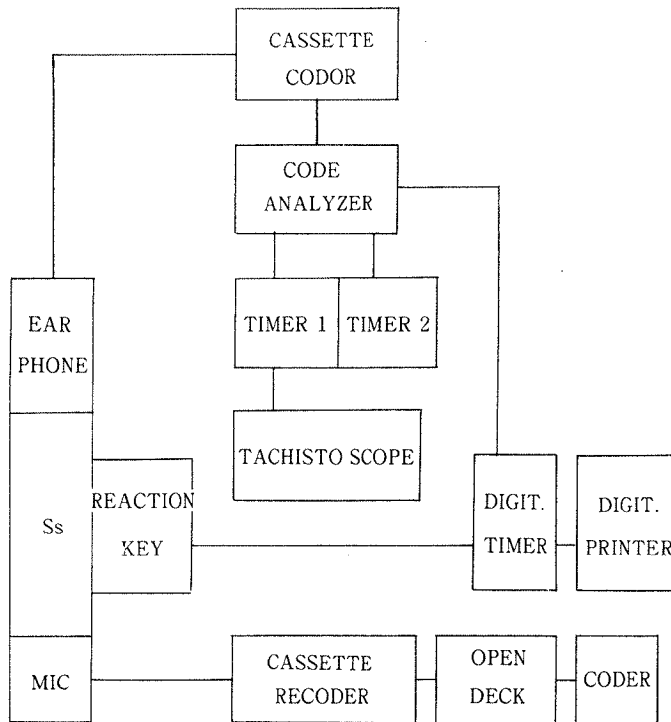 CASSETTE
CODOR
CODE
ANALYZER
EAR
PHONE
TIMER 1
TIMER 2
TACHISTO SCOPE
Ss
REACTION
KEY
DIGIT.
TIMER
DIGIT.
PRINTER
MIC
CASSETTE
RECODER
OPEN
DECK
CODER